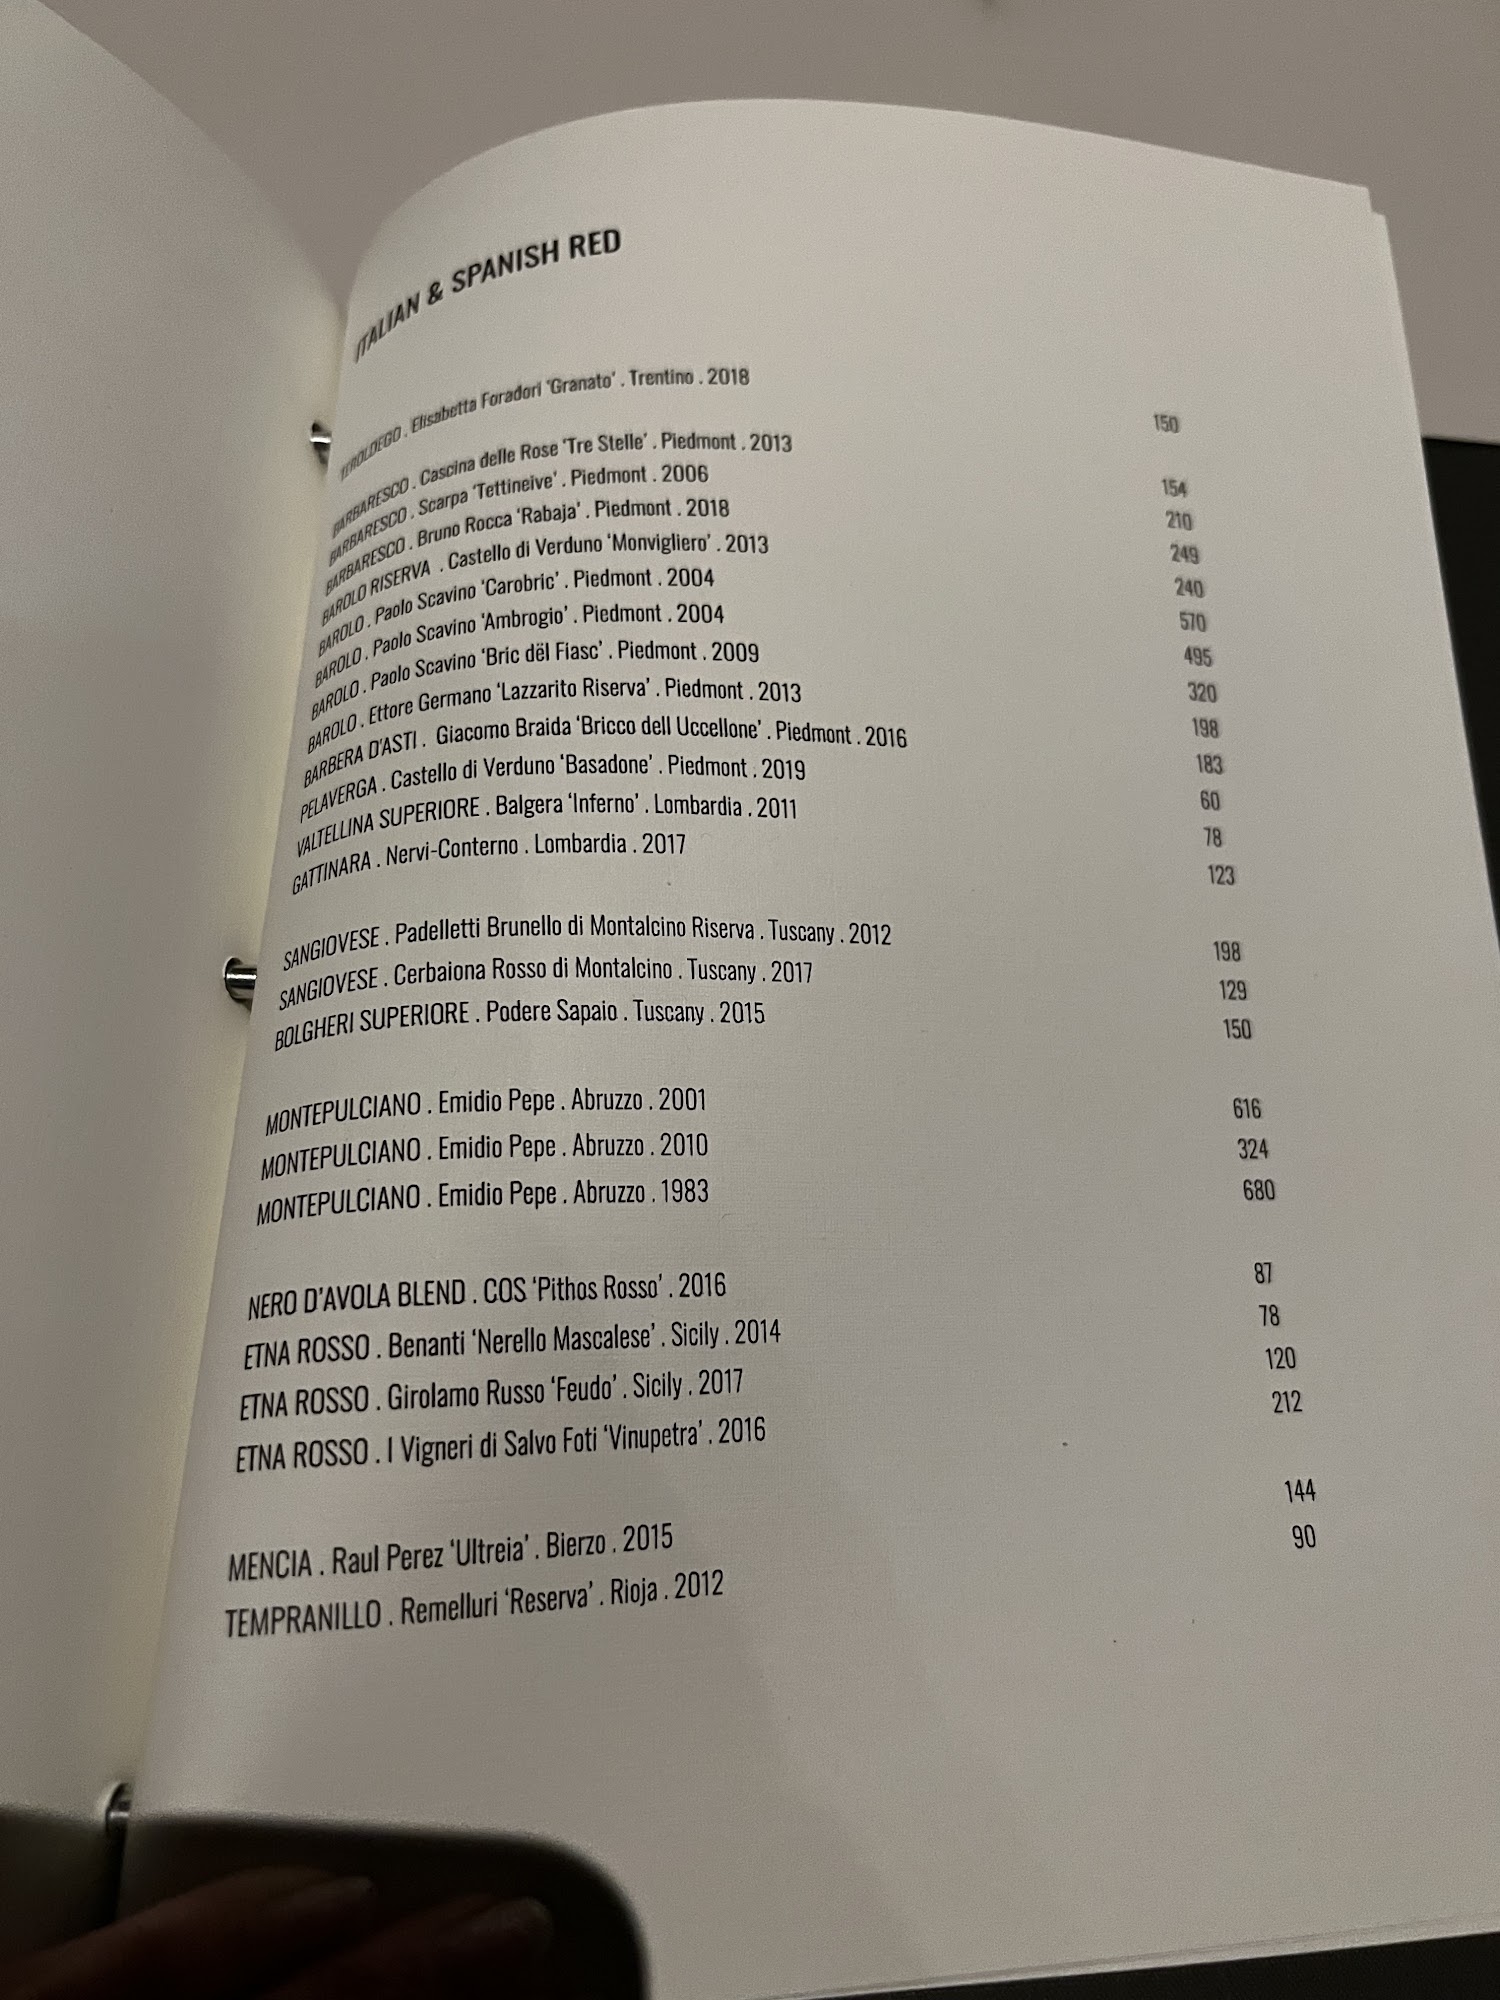 ITALIAN & SPANISH RED
TEROLDEGO . Elisabetta Foradori 'Granato' . Trentino . 2018 150
BARBARESCO . Cascina delle Rose 'Tre Stelle' . Piedmont . 2013 154
BARBARESCO . Scarpa 'Tettineive' . Piedmont . 2006 210
BARBARESCO . Bruno Rocca 'Rabaja' . Piedmont . 2018 249
BAROLO RISERVA . Castello di Verduno 'Monvigliero' . 2013 240
BAROLO . Paolo Scavino 'Carobric' . Piedmont . 2004 570
BAROLO . Paolo Scavino 'Ambrogio' . Piedmont . 2004 495
BAROLO . Paolo Scavino 'Bric dël Fiasc' . Piedmont . 2009 320
BAROLO . Ettore Germano 'Lazzarito Riserva' . Piedmont . 2013 198
BARBERA D'ASTI . Giacomo Braida 'Bricco dell Uccellone' . Piedmont . 2016 183
PELAVERGA . Castello di Verduno 'Basadone' . Piedmont . 2019 60
VALTELLINA SUPERIORE . Balgera 'Inferno' . Lombardia . 2011 78
GATTINARA . Nervi-Conterno . Lombardia . 2017 123
SANGIOVESE . Padelletti Brunello di Montalcino Riserva . Tuscany . 2012 198
SANGIOVESE . Cerbaiona Rosso di Montalcino . Tuscany . 2017 129
BOLGHERI SUPERIORE . Podere Sapaio . Tuscany . 2015 150
MONTEPULCIANO . Emidio Pepe . Abruzzo . 2001 616
MONTEPULCIANO . Emidio Pepe . Abruzzo . 2010 324
MONTEPULCIANO . Emidio Pepe . Abruzzo . 1983 680
NERO D'AVOLA BLEND . COS 'Pithos Rosso' . 2016 87
ETNA ROSSO . Benanti 'Nerello Mascalese' . Sicily . 2014 78
ETNA ROSSO . Girolamo Russo 'Feudo' . Sicily . 2017 120
ETNA ROSSO . I Vigneri di Salvo Foti 'Vinupetra' . 2016 212
MENCIA . Raul Perez 'Ultreia' . Bierzo . 2015 144
TEMPRANILLO . Remelluri 'Reserva' . Rioja . 2012 90